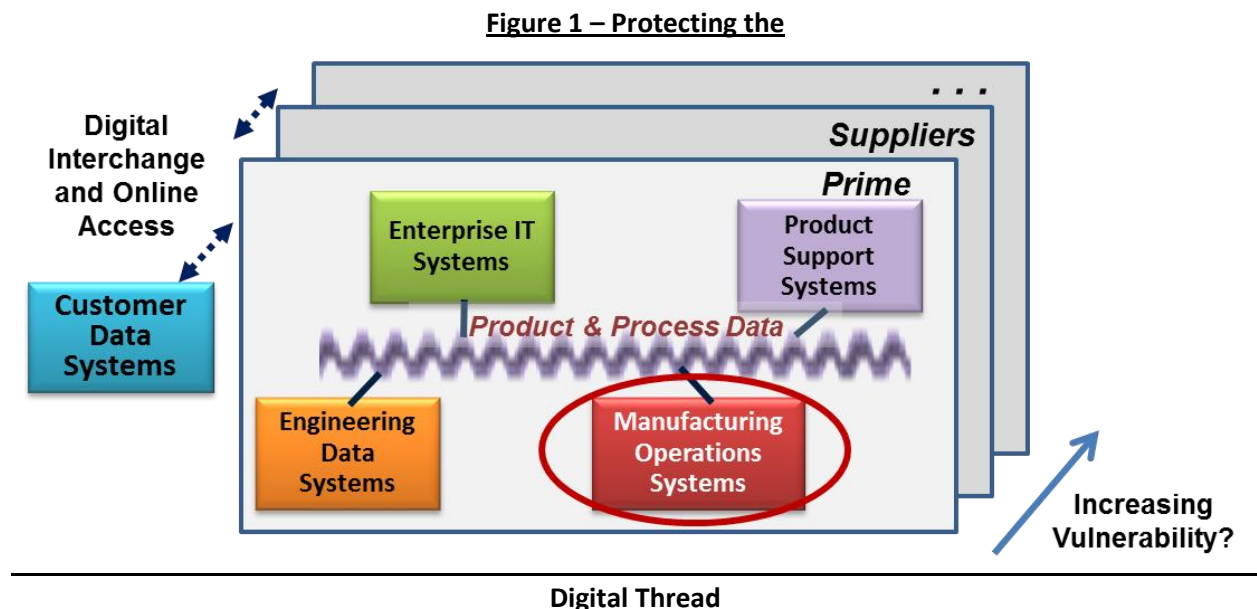 Figure 1 – Protecting the
. . .
Suppliers
Prime
Digital
Interchange
and Online
Access
Enterprise IT
Systems
Product
Support
Systems
Customer
Data
Systems
Product & Process Data
Engineering
Data
Systems
Manufacturing
Operations
Systems
Increasing
Vulnerability?
Digital Thread